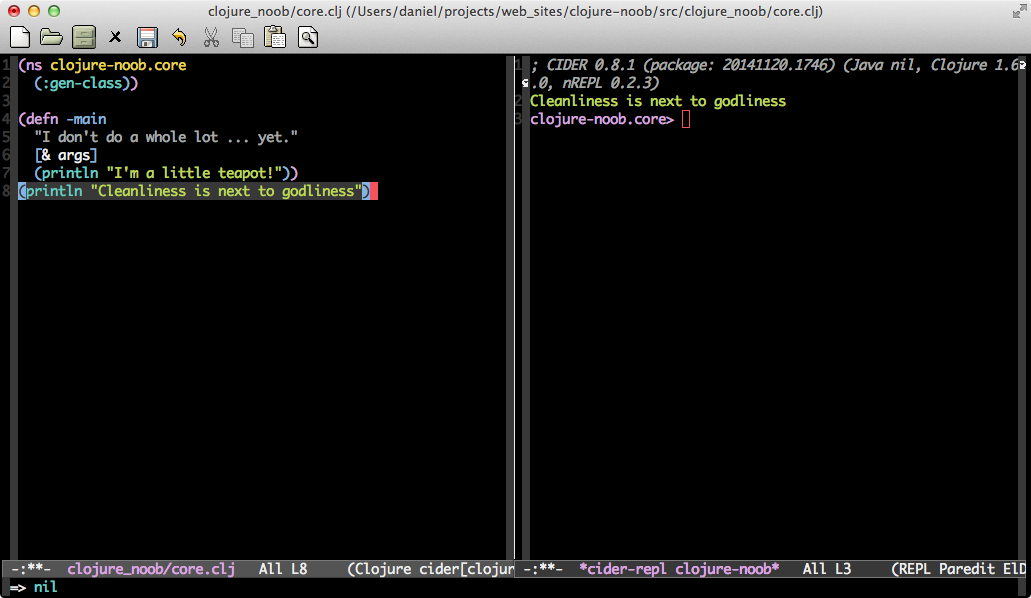 clojure_noob/core.clj (/Users/daniel/projects/web_sites/clojure-noob/src/clojure_noob/core.clj)
1 (ns clojure-noob.core
2   (:gen-class))
3
4 (defn -main
5   "I don't do a whole lot ... yet."
6   [& args]
7   (println "I'm a little teapot!"))
8 (println "Cleanliness is next to godliness")
-:**-  clojure_noob/core.clj   All L8     (Clojure cider[clojur
1 ; CIDER 0.8.1 (package: 20141120.1746) (Java nil, Clojure 1.6
.0, nREPL 0.2.3)
2 Cleanliness is next to godliness
3 clojure-noob.core>
-:**-  *cider-repl clojure-noob*   All L3     (REPL Paredit ElD
=> nil